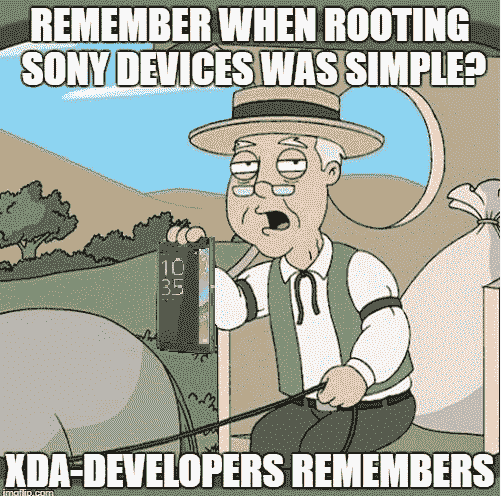 REMEMBER WHEN ROOTING
SONY DEVICES WAS SIMPLE?
10
35
XDA-DEVELOPERS REMEMBERS
imgflip.com